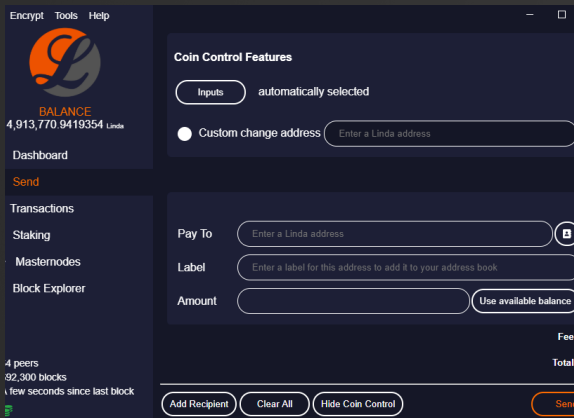 Encrypt Tools Help
BALANCE
4,913,770.9419354 Linda
Dashboard
Send
Transactions
Staking
Masternodes
Block Explorer
4 peers
92,300 blocks
few seconds since last block
Coin Control Features
Inputs automatically selected
Custom change address Enter a Linda address
Pay To Enter a Linda address
Label Enter a label for this address to add it to your address book
Amount Use available balance
Fee
Total
Add Recipient Clear All Hide Coin Control Send